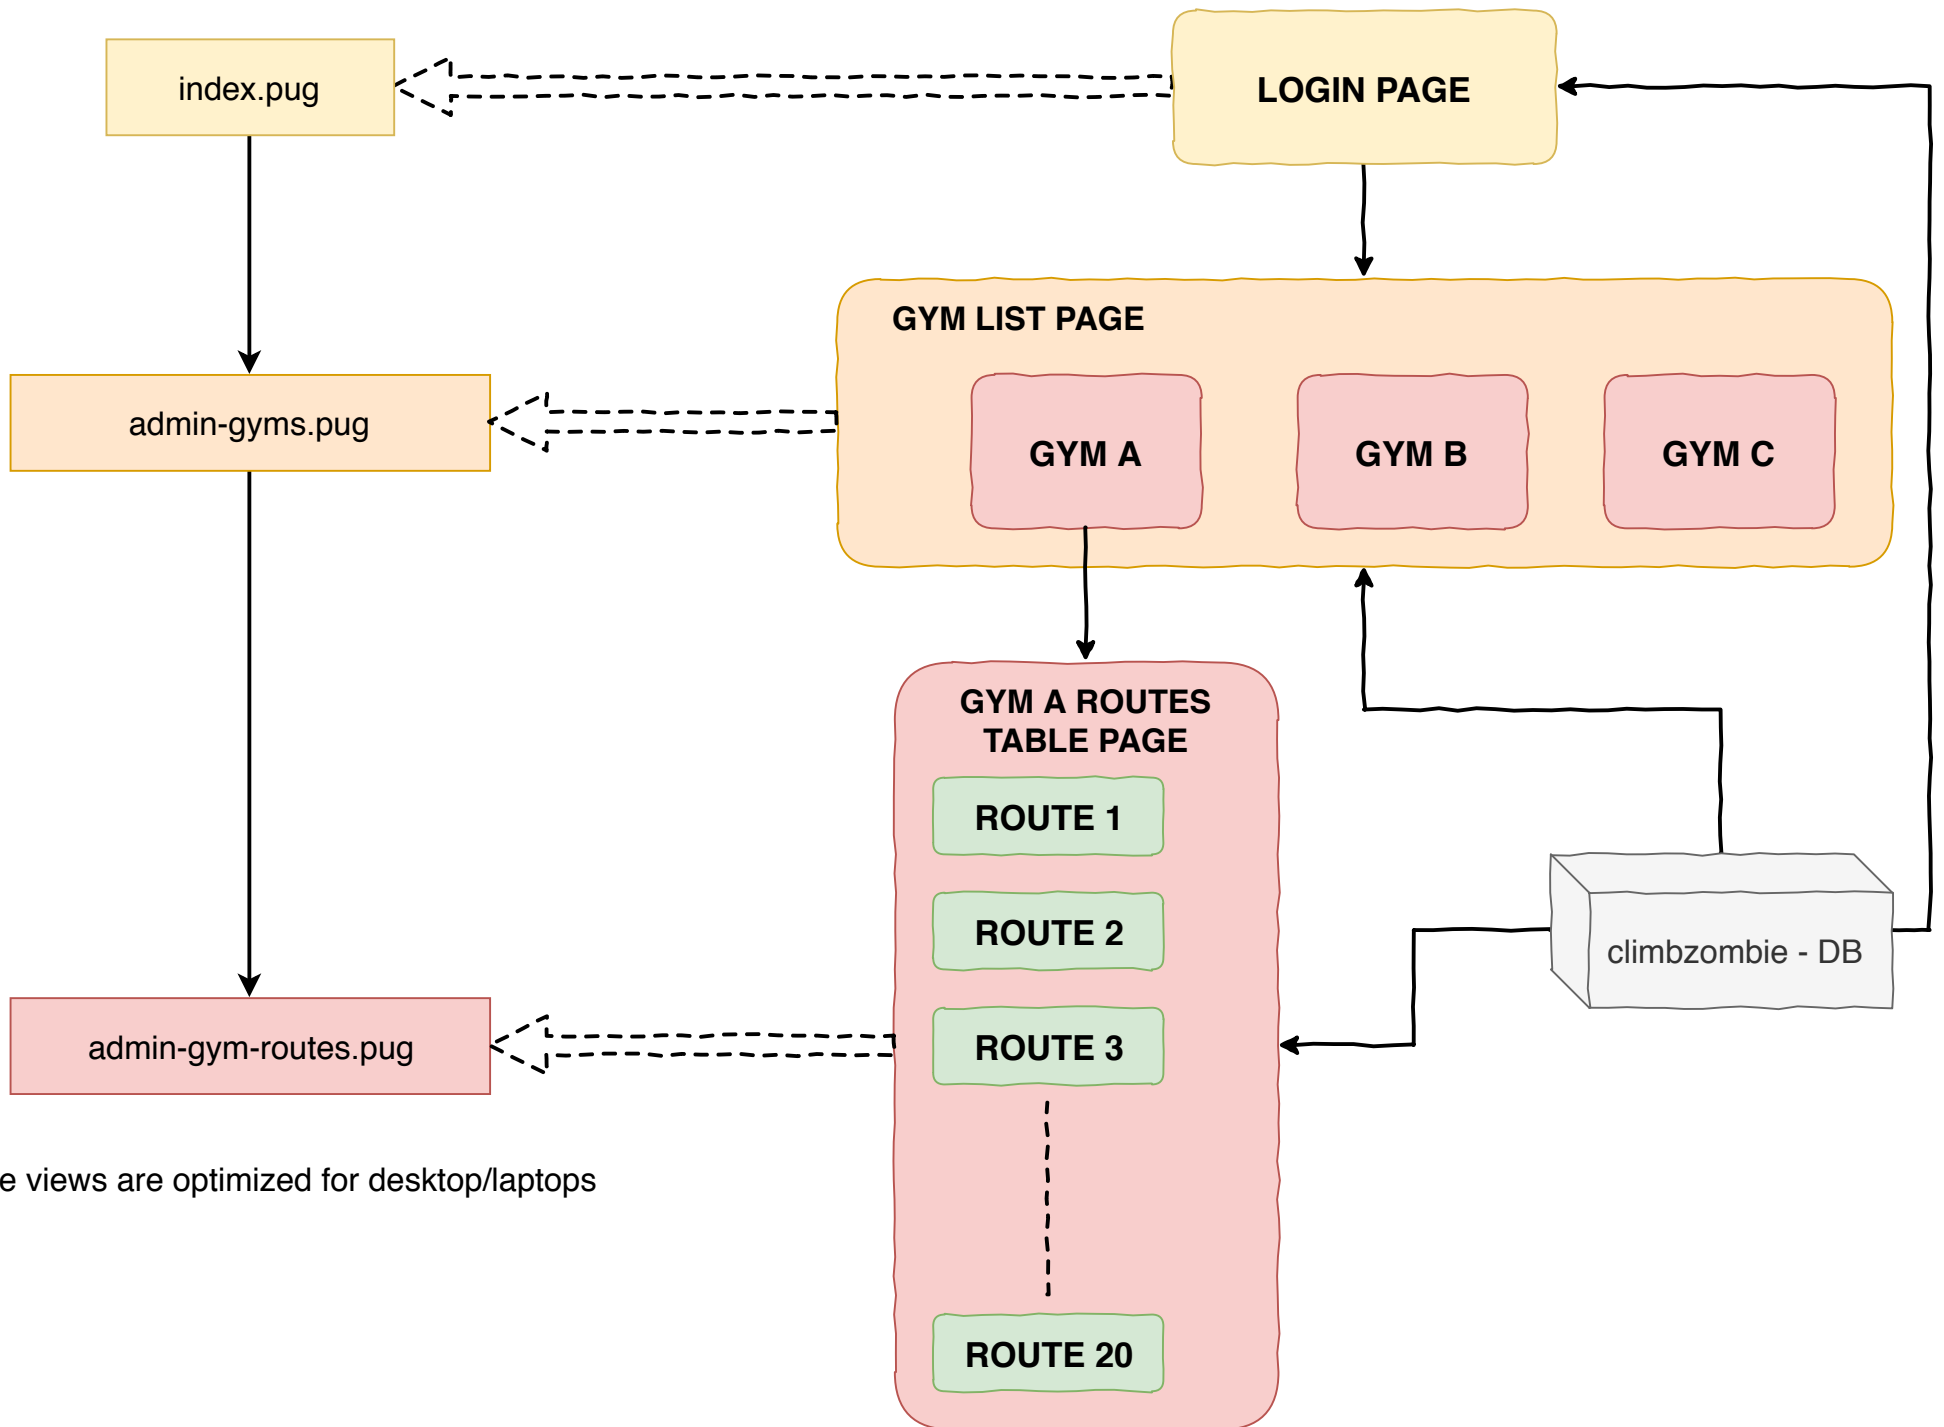 index.pug
LOGIN PAGE
GYM LIST PAGE
admin-gyms.pug
GYM A
GYM B
GYM C
GYM A ROUTES
TABLE PAGE
ROUTE 1
ROUTE 2
climbzombie - DB
admin-gym-routes.pug
ROUTE 3
views are optimized for desktop/laptops
ROUTE 20